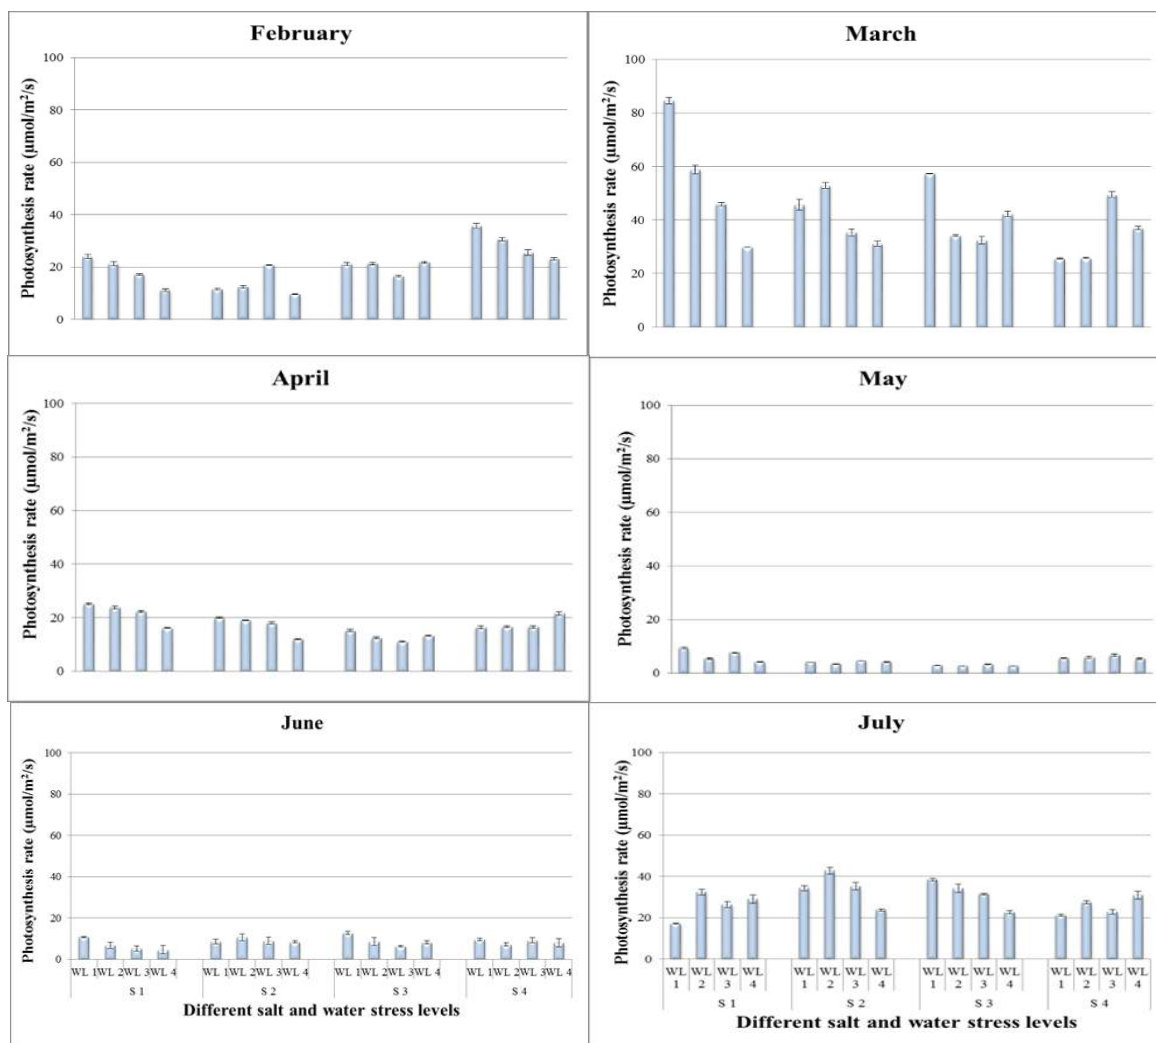 February
Photosynthesis rate (µmol/m²/s)
100
80
60
40
20
0
March
Photosynthesis rate (µmol/m²/s)
100
80
60
40
20
0
April
Photosynthesis rate (µmol/m²/s)
100
80
60
40
20
0
May
Photosynthesis rate (µmol/m²/s)
100
80
60
40
20
0
June
Photosynthesis rate (µmol/m²/s)
100
80
60
40
20
0
WL 1 WL 2 WL 3 WL 4 WL 1 WL 2 WL 3 WL 4 WL 1 WL 2 WL 3 WL 4 WL 1 WL 2 WL 3 WL 4
S 1 S 2 S 3 S 4
Different salt and water stress levels
July
Photosynthesis rate (µmol/m²/s)
100
80
60
40
20
0
WL WL WL WL WL WL WL WL WL WL WL WL WL WL WL WL
1 2 3 4 1 2 3 4 1 2 3 4 1 2 3 4
S 1 S 2 S 3 S 4
Different salt and water stress levels